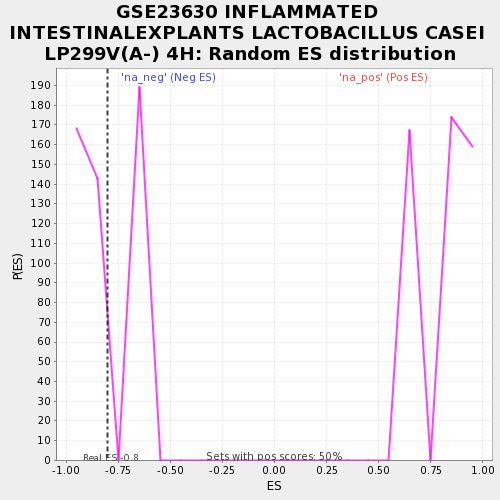 GSE23630 INFLAMMATED
INTESTINALEXPLANTS LACTOBACILLUS CASEI
LP299V(A-) 4H: Random ES distribution
'na_neg' (Neg ES) 'na_pos' (Pos ES)
190
180
170
160
150
140
130
120
110
100
90
80
70
60
50
40
30
20
10
0
P(ES)
Real ES -0.8 Sets with pos scores: 50%
-1.00 -0.75 -0.50 -0.25 0.00 0.25 0.50 0.75 1.00
ES